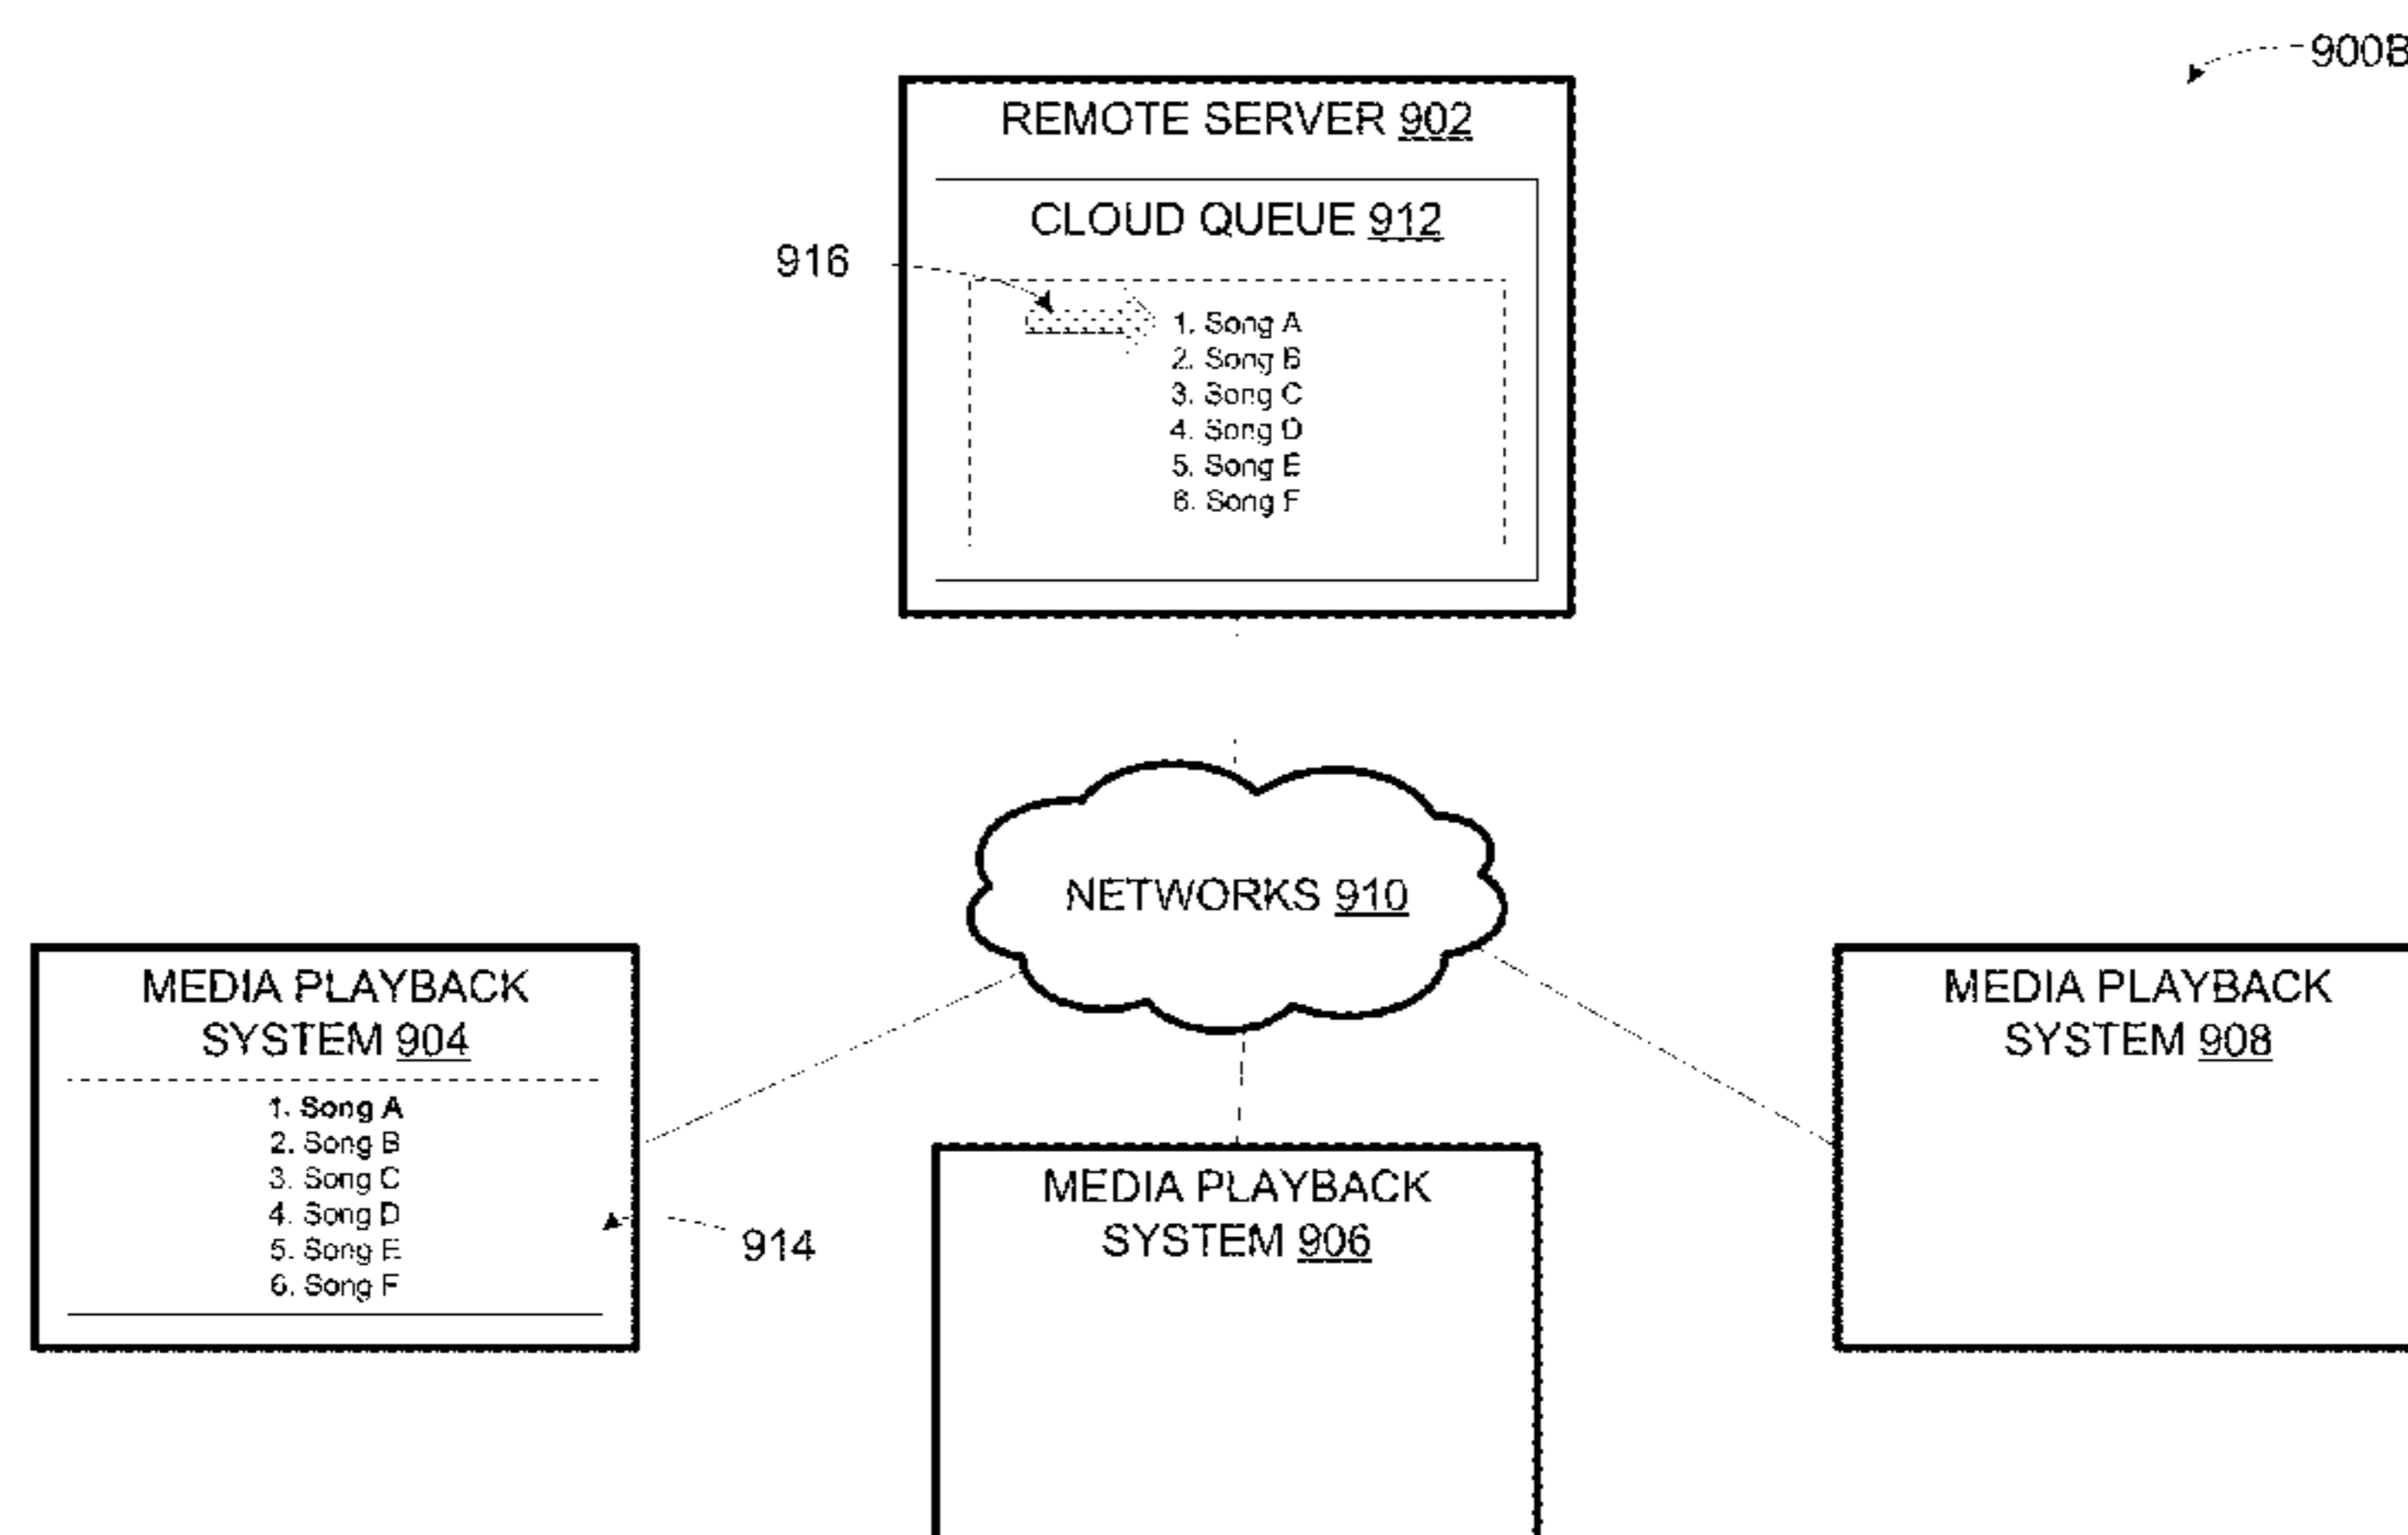 900B
REMOTE SERVER 902
CLOUD QUEUE 912
916
1. Song A
2. Song B
3. Song C
4. Song D
5. Song E
6. Song F
NETWORKS 910
MEDIA PLAYBACK
SYSTEM 904
1. Song A
2. Song B
3. Song C
4. Song D
5. Song E
6. Song F
914
MEDIA PLAYBACK
SYSTEM 906
MEDIA PLAYBACK
SYSTEM 908